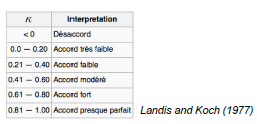 κ Interpretation
< 0 Désaccord
0.0 — 0.20 Accord très faible
0.21 — 0.40 Accord faible
0.41 — 0.60 Accord modéré
0.61 — 0.80 Accord fort
0.81 — 1.00 Accord presque parfait
Landis and Koch (1977)